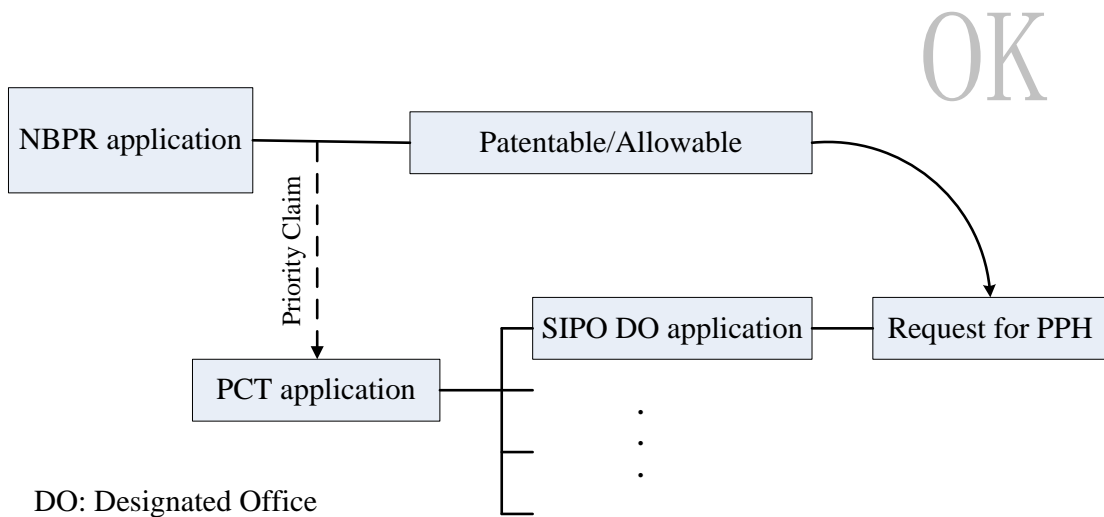 OK
NBPR application
Patentable/Allowable
Priority Claim
SIPO DO application
Request for PPH
PCT application
DO: Designated Office